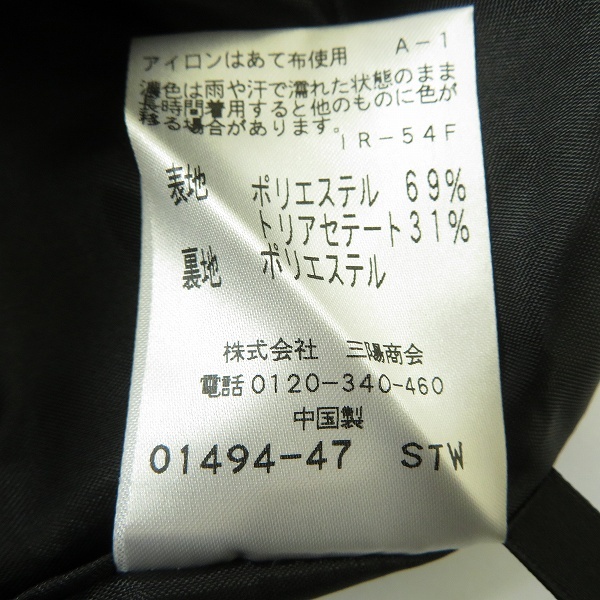 アイロンはあて布使用 A-1
濃色は雨や汗で濡れた状態のまま
長時間着用すると他のものに色が
移る場合があります。
IR-54F
表地 ポリエステル 69%
トリアセテート31%
裏地 ポリエステル
株式会社 三陽商会
電話0120-340-460
中国製
01494-47 STW